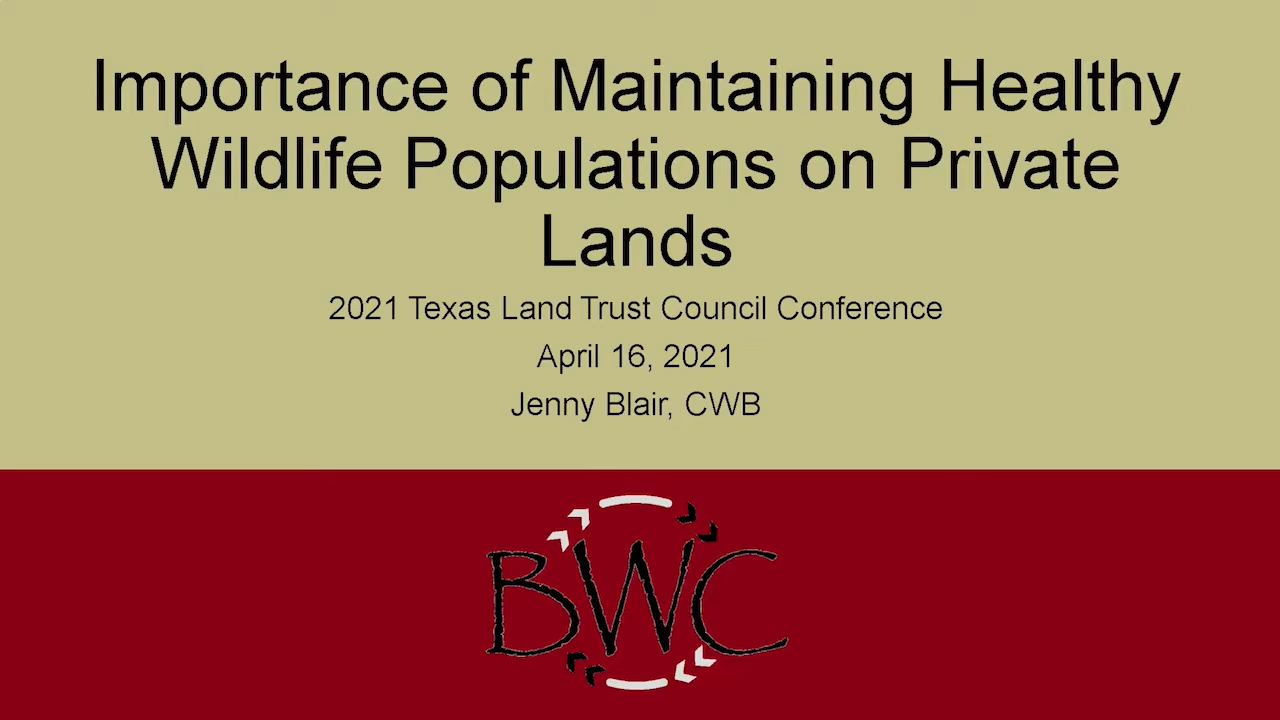 Importance of Maintaining Healthy
Wildlife Populations on Private
Lands
2021 Texas Land Trust Council Conference
April 16, 2021
Jenny Blair, CWB
BWC